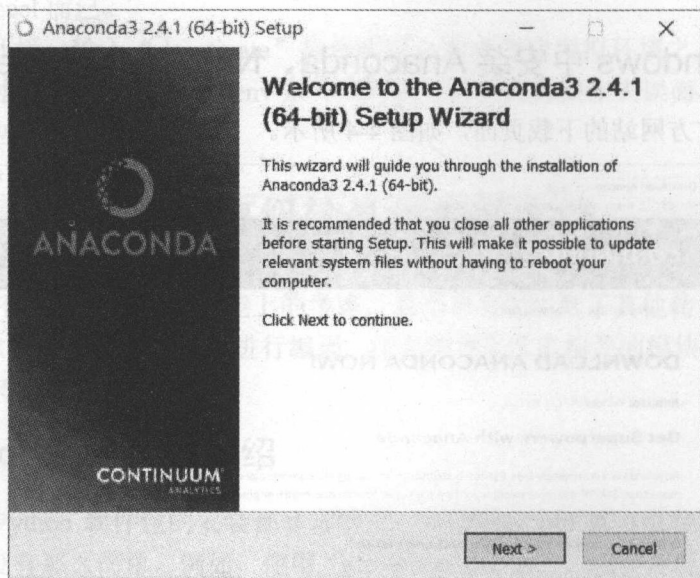 Anaconda3 2.4.1 (64-bit) Setup
Welcome to the Anaconda3 2.4.1
(64-bit) Setup Wizard
This wizard will guide you through the installation of
Anaconda3 2.4.1 (64-bit).
It is recommended that you close all other applications
before starting Setup. This will make it possible to update
relevant system files without having to reboot your
computer.
Click Next to continue.
ANACONDA
CONTINUUM
ANALYTICS
Next >
Cancel